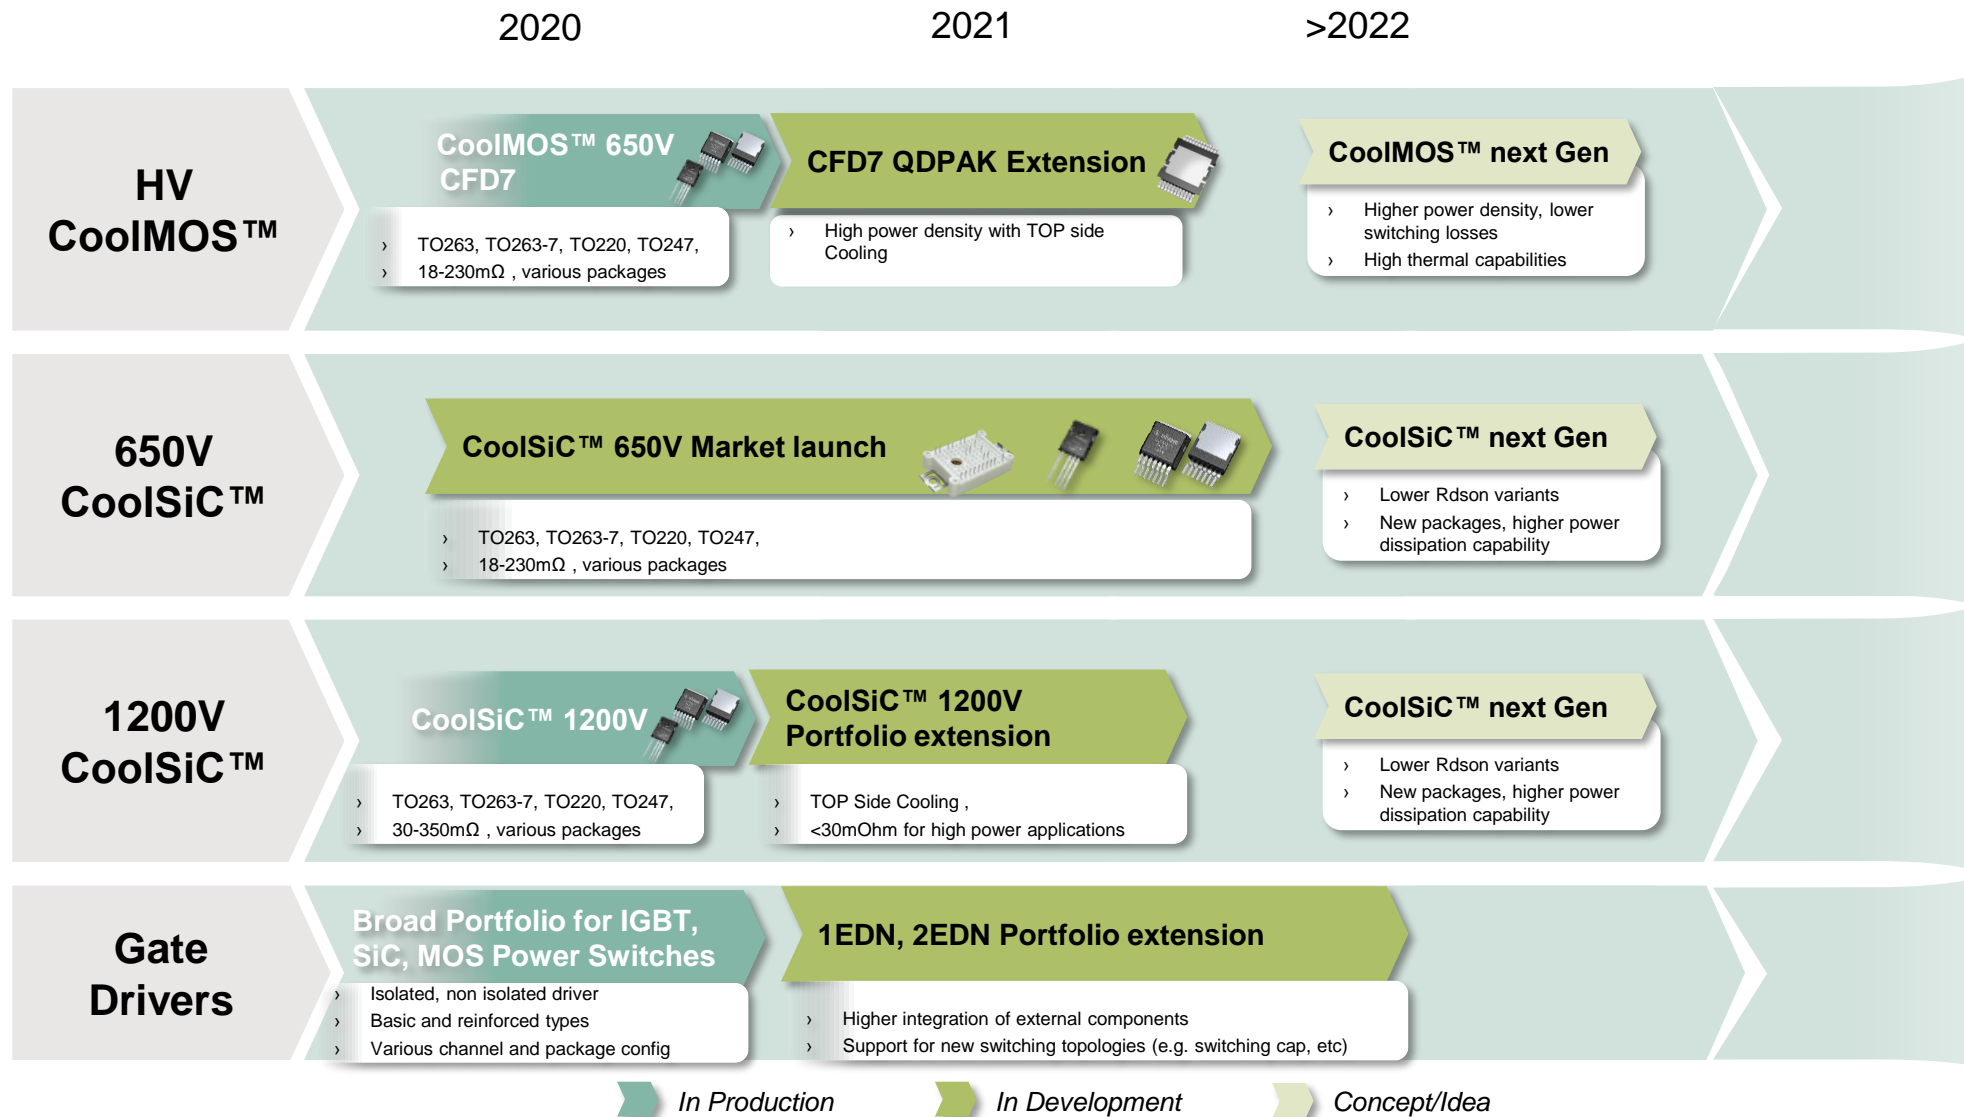 2020
2021
>2022
HV
CoolMOS™
CoolMOS™ 650V
CFD7
› TO263, TO263-7, TO220, TO247,
› 18-230mΩ , various packages
CFD7 QDPAK Extension
› High power density with TOP side
Cooling
CoolMOS™ next Gen
› Higher power density, lower
switching losses
› High thermal capabilities
650V
CoolSiC™
CoolSiC™ 650V Market launch
› TO263, TO263-7, TO220, TO247,
› 18-230mΩ , various packages
CoolSiC™ next Gen
› Lower Rdson variants
› New packages, higher power
dissipation capability
1200V
CoolSiC™
CoolSiC™ 1200V
› TO263, TO263-7, TO220, TO247,
› 30-350mΩ , various packages
CoolSiC™ 1200V
Portfolio extension
› TOP Side Cooling ,
› <30mOhm for high power applications
CoolSiC™ next Gen
› Lower Rdson variants
› New packages, higher power
dissipation capability
Gate
Drivers
Broad Portfolio for IGBT,
SiC, MOS Power Switches
› Isolated, non isolated driver
› Basic and reinforced types
› Various channel and package config
1EDN, 2EDN Portfolio extension
› Higher integration of external components
› Support for new switching topologies (e.g. switching cap, etc)
In Production
In Development
Concept/Idea